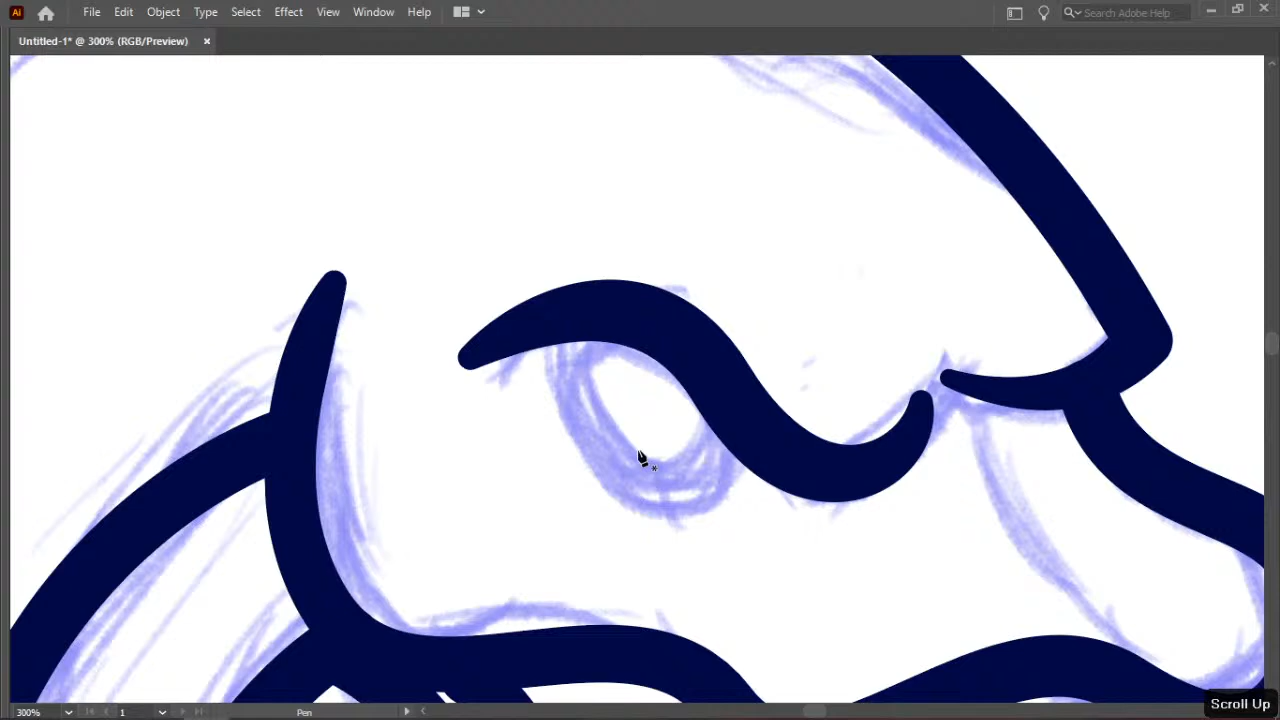 Ai File Edit Object Type Select Effect View Window Help Search Adobe Help
Untitled-1* @ 300% (RGB/Preview) ×
Scroll Up
300% 1 Pen